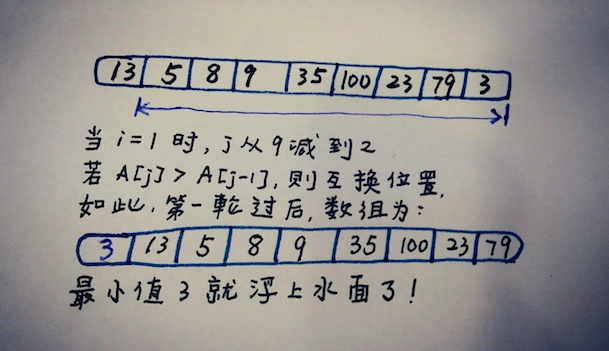 13 5 8 9 35 100 23 79 3
当 i=1 时, j 从 9 减到 2
若 A[j] > A[j-1], 则互换位置,
如此, 第一轮过后, 数组为:
3 13 5 8 9 35 100 23 79
最小值 3 就浮上水面了!